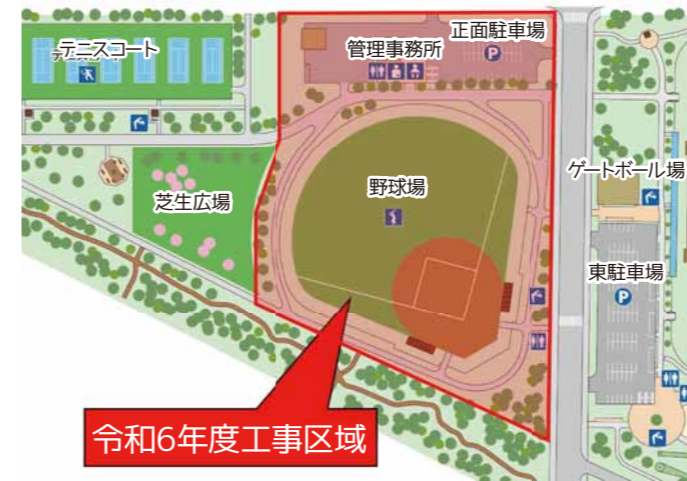 正面駐車場
テニスコート
管理事務所
P
ゲートボール場
野球場
芝生広場
東駐車場
P
令和6年度工事区域